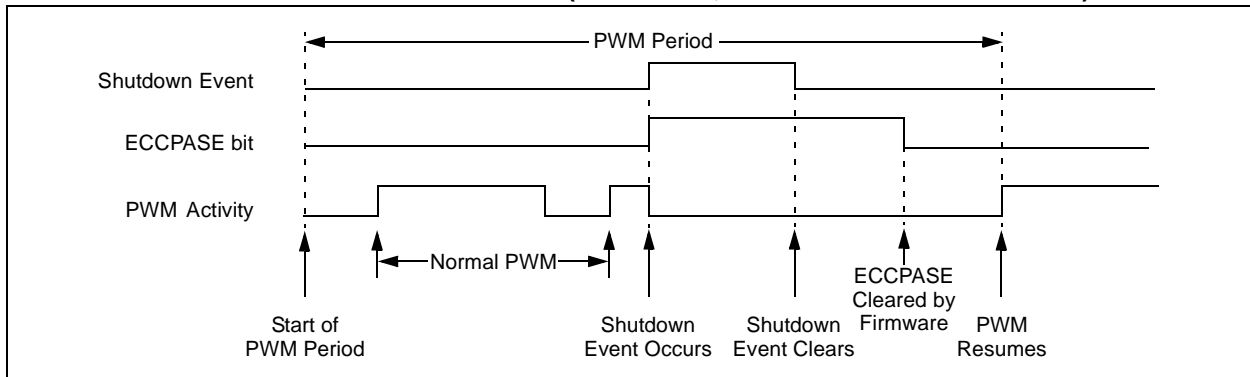 PWM Period
Shutdown Event
ECCPASE bit
PWM Activity
Normal PWM
Start of
PWM Period
Shutdown
Event Occurs
Shutdown
Event Clears
ECCPASE
Cleared by
Firmware
PWM
Resumes